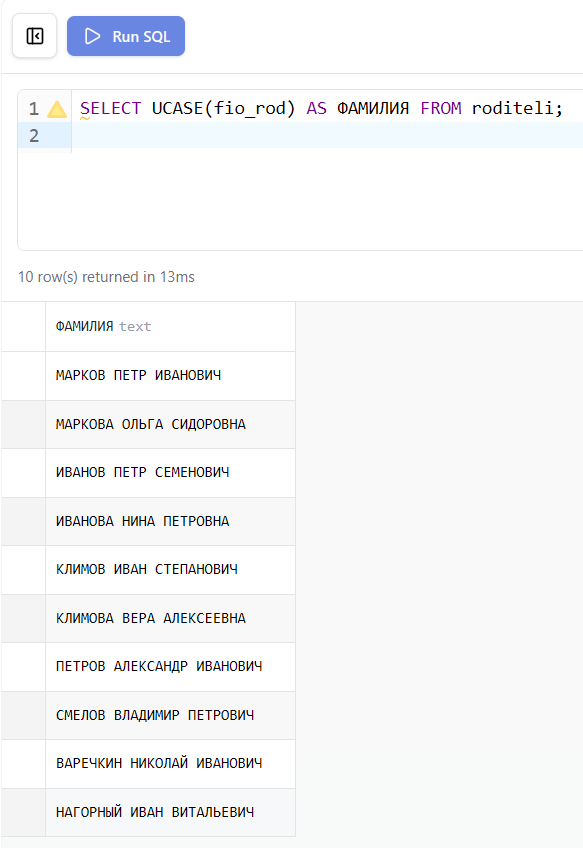 Run SQL
1 SELECT UCASE(fio_rod) AS ФАМИЛИЯ FROM roditeli;
2
10 row(s) returned in 13ms
ФАМИЛИЯ text
МАРКОВ ПЕТР ИВАНОВИЧ
МАРКОВА ОЛЬГА СИДОРОВНА
ИВАНОВ ПЕТР СЕМЕНОВИЧ
ИВАНОВА НИНА ПЕТРОВНА
КЛИМОВ ИВАН СТЕПАНОВИЧ
КЛИМОВА ВЕРА АЛЕКСЕЕВНА
ПЕТРОВ АЛЕКСАНДР ИВАНОВИЧ
СМЕЛОВ ВЛАДИМИР ПЕТРОВИЧ
ВАРЕЧКИН НИКОЛАЙ ИВАНОВИЧ
НАГОРНЫЙ ИВАН ВИТАЛЬЕВИЧ